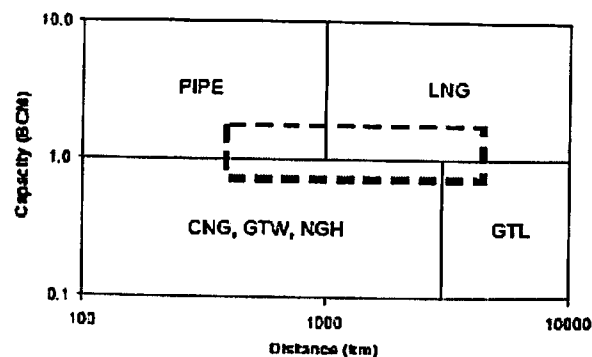 10.0
PIPE
LNG
Capacity (BCM)
1.0
CNG, GTW, NGH
GTL
0.1
100
1000
10000
Distance (km)